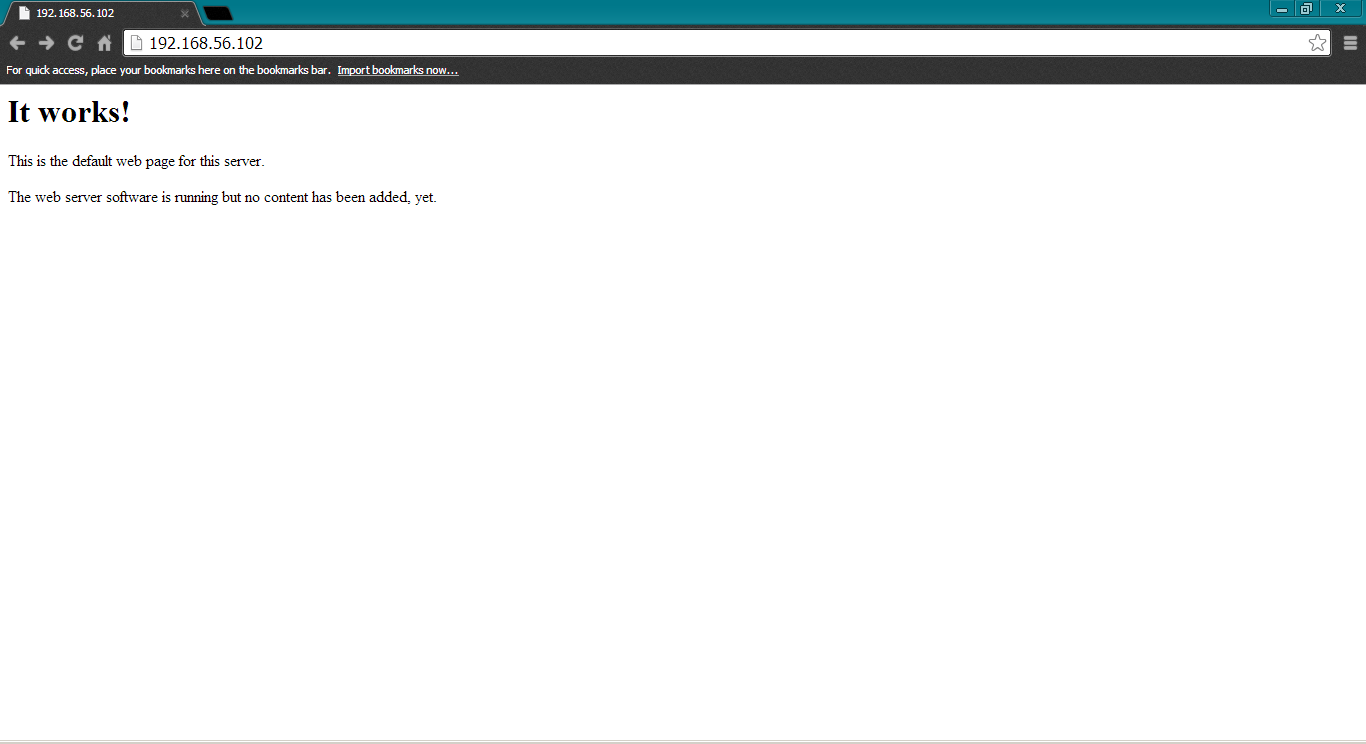 192.168.56.102
192.168.56.102
For quick access, place your bookmarks here on the bookmarks bar. Import bookmarks now...
It works!
This is the default web page for this server.
The web server software is running but no content has been added, yet.